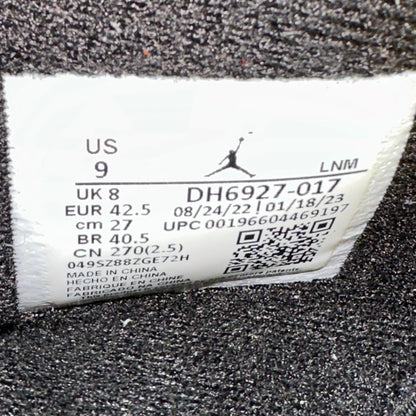 US
9
LNM
UK 8
EUR 42.5
cm 27
BR 40.5
CN 270(2.5)
DH6927-017
08/24/22 | 01/18/23
UPC 00196604469197
049SZ88ZGE72H
MADE IN CHINA
HECHO EN CHINA
FABRIQUE EN CHINE